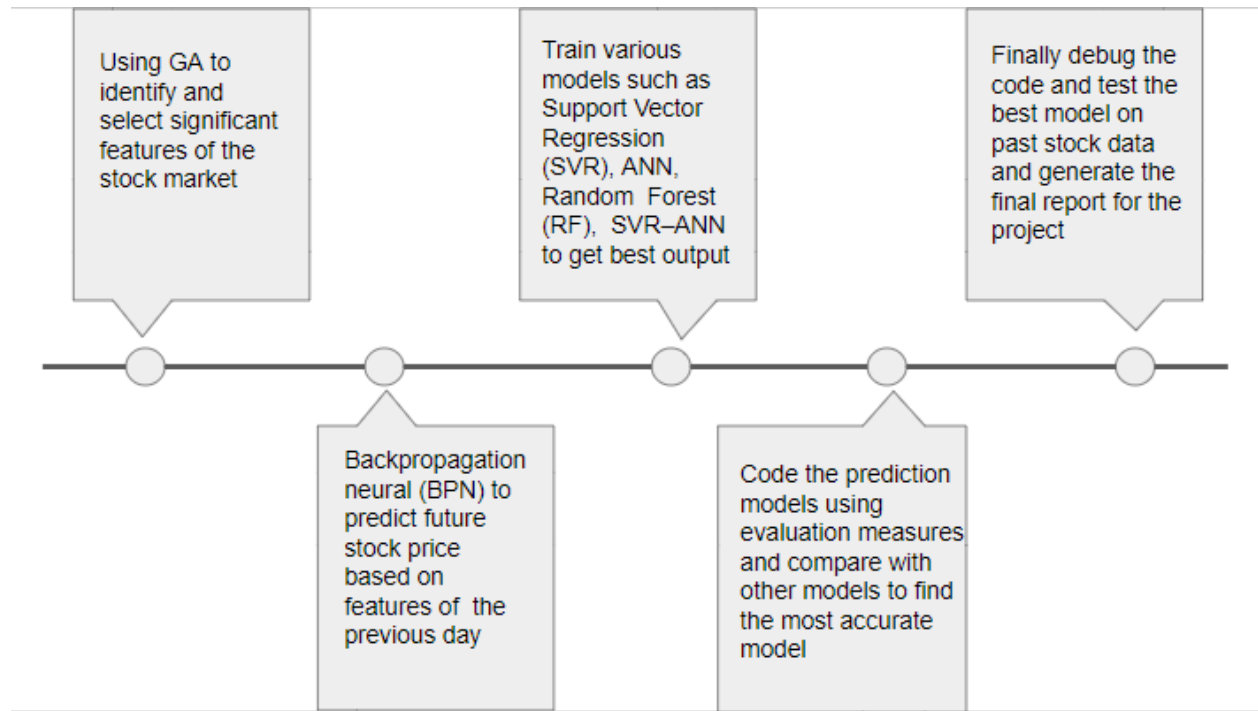 Using GA to
identify and
select significant
features of the
stock market
Backpropagation
neural (BPN) to
predict future
stock price
based on
features of the
previous day
Train various
models such as
Support Vector
Regression
(SVR), ANN,
Random Forest
(RF), SVR–ANN
to get best output
Code the prediction
models using
evaluation measures
and compare with
other models to find
the most accurate
model
Finally debug the
code and test the
best model on
past stock data
and generate the
final report for the
project